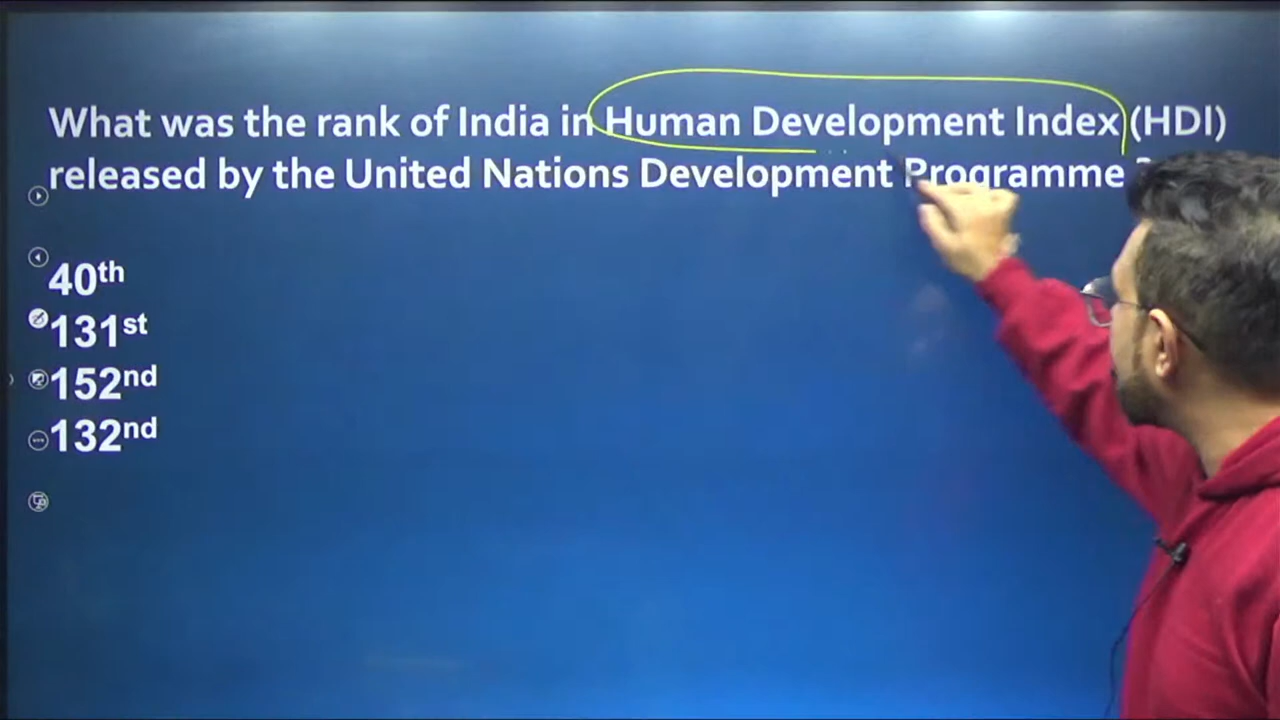 What was the rank of India in Human Development Index (HDI)
released by the United Nations Development Programme ?
40th
131st
152nd
132nd